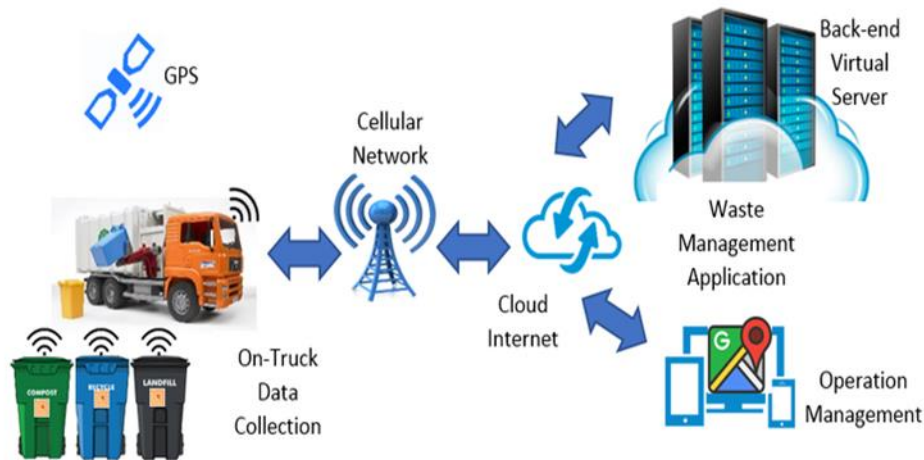 GPS
Cellular
Network
Back-end
Virtual
Server
Waste
Management
Application
Cloud
Internet
On-Truck
Data
Collection
COMPOST
RECYCLE
LANDFILL
G
Operation
Management